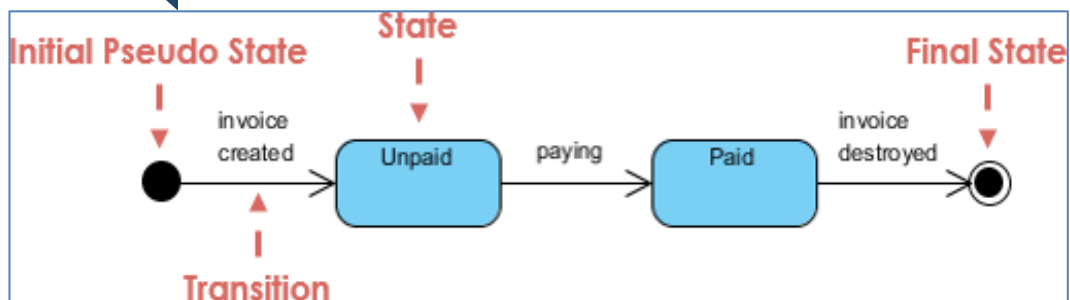 State
Initial Pseudo State
Final State
invoice
created
Unpaid
paying
Paid
invoice
destroyed
Transition